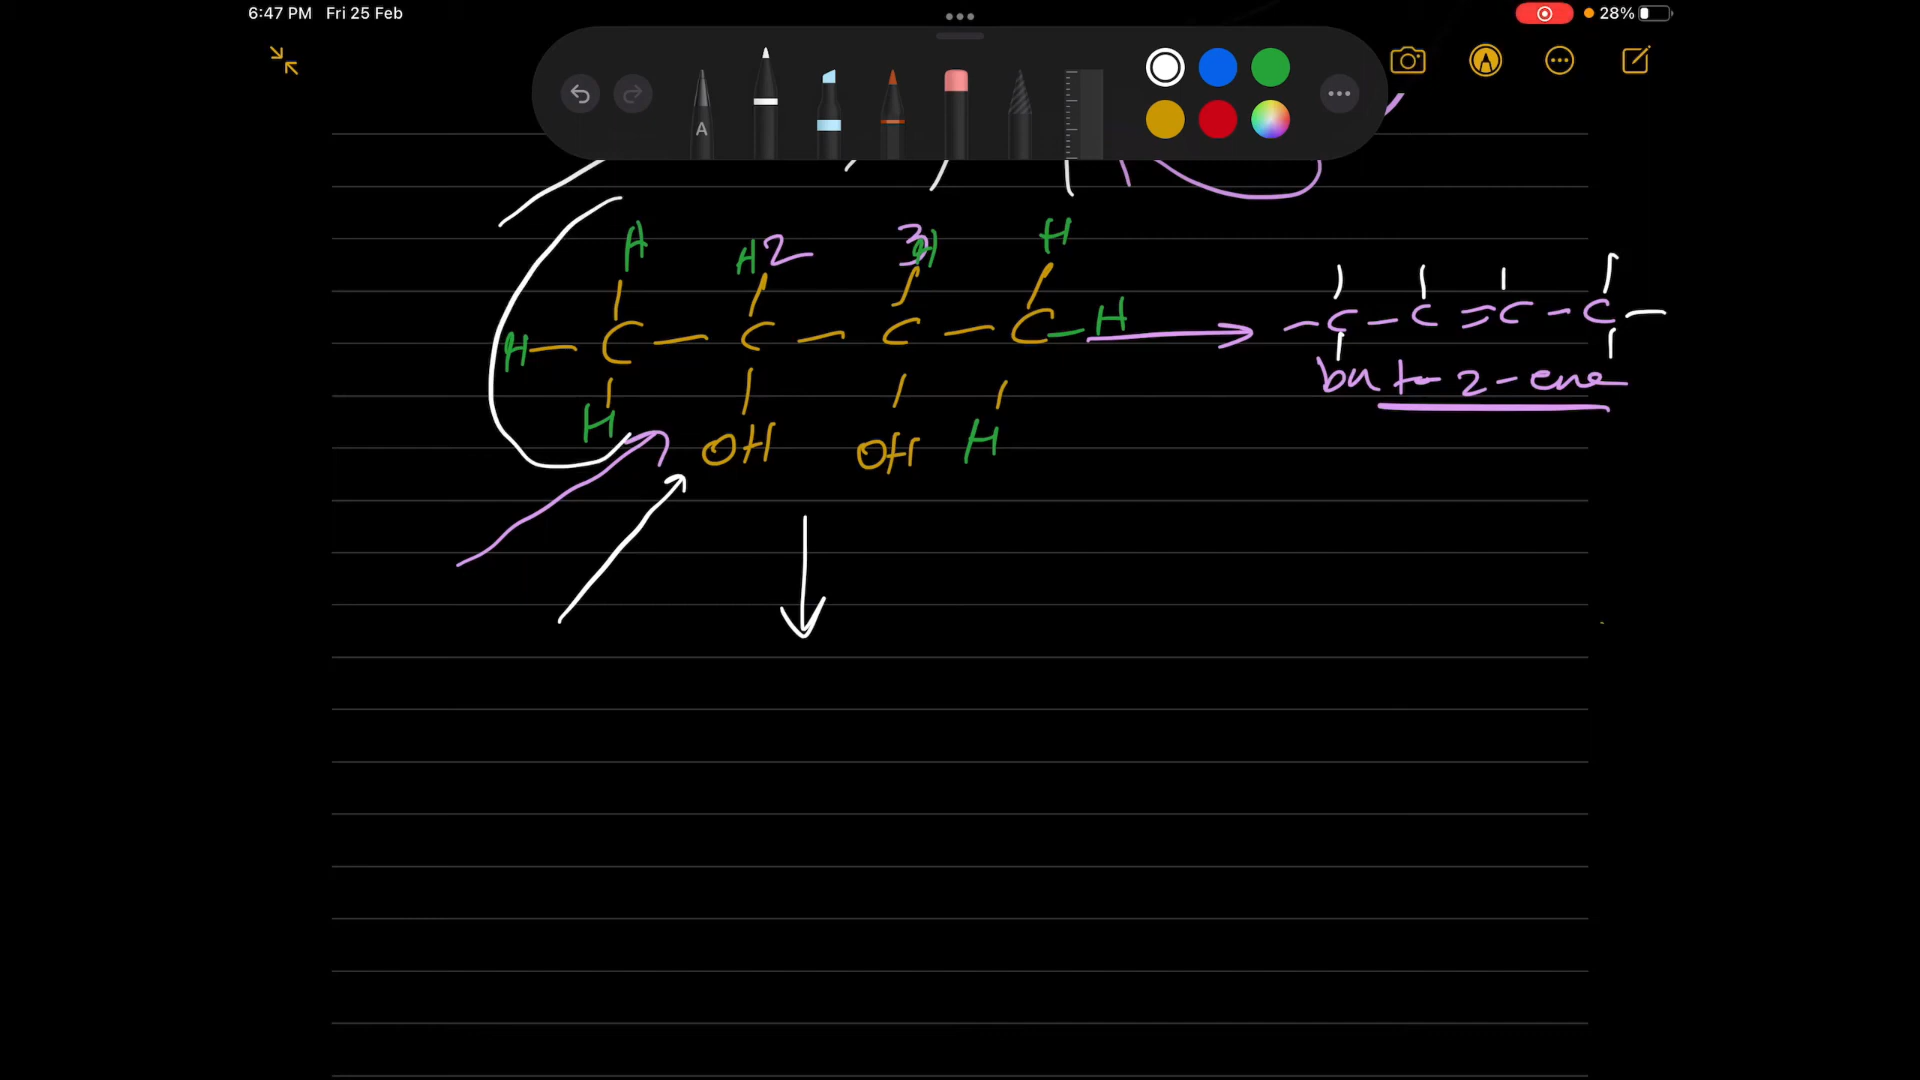 6:47 PM Fri 25 Feb
28%
A
H H 2 3 H H
H - C - C - C - C - H
- C - C = C - C -
but-2-ene
H OH OH H